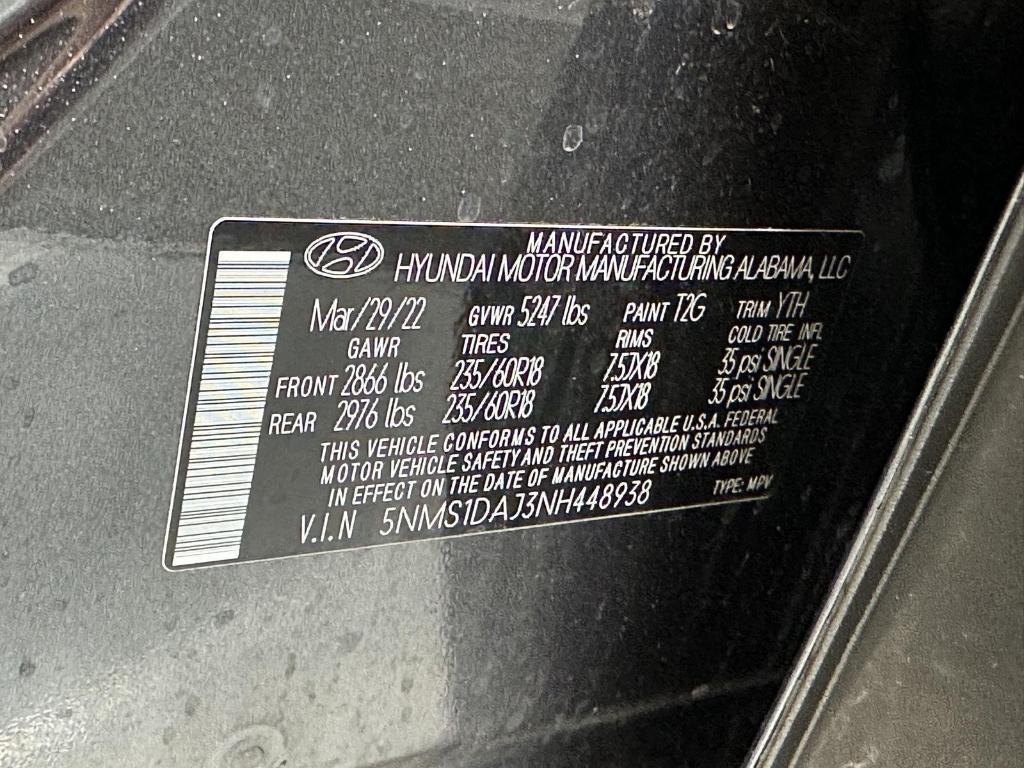 MANUFACTURED BY
HYUNDAI MOTOR MANUFACTURING ALABAMA, LLC
Mar/29/22 GVWR 5247 lbs PAINT T2G TRIM YTH
GAWR TIRES RIMS COLD TIRE INFL
FRONT 2866 lbs 235/60R18 7.5JX18 35 psi SINGLE
REAR 2976 lbs 235/60R18 7.5JX18 35 psi SINGLE
THIS VEHICLE CONFORMS TO ALL APPLICABLE U.S.A. FEDERAL
MOTOR VEHICLE SAFETY AND THEFT PREVENTION STANDARDS
IN EFFECT ON THE DATE OF MANUFACTURE SHOWN ABOVE
V.I.N 5NMS1DAJ3NH448938 TYPE: MPV